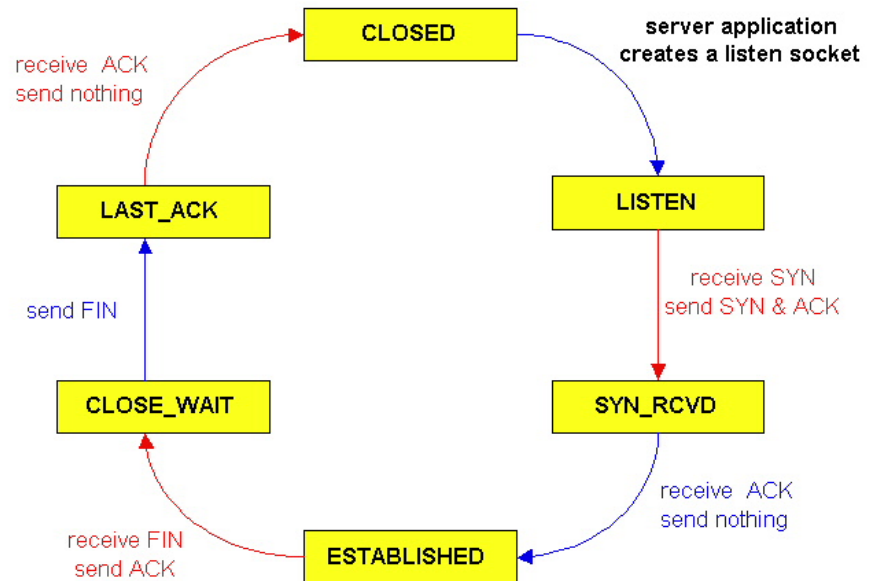 CLOSED
server application
creates a listen socket
receive ACK
send nothing
LAST_ACK
LISTEN
receive SYN
send SYN & ACK
send FIN
CLOSE_WAIT
SYN_RCVD
receive ACK
send nothing
receive FIN
send ACK
ESTABLISHED